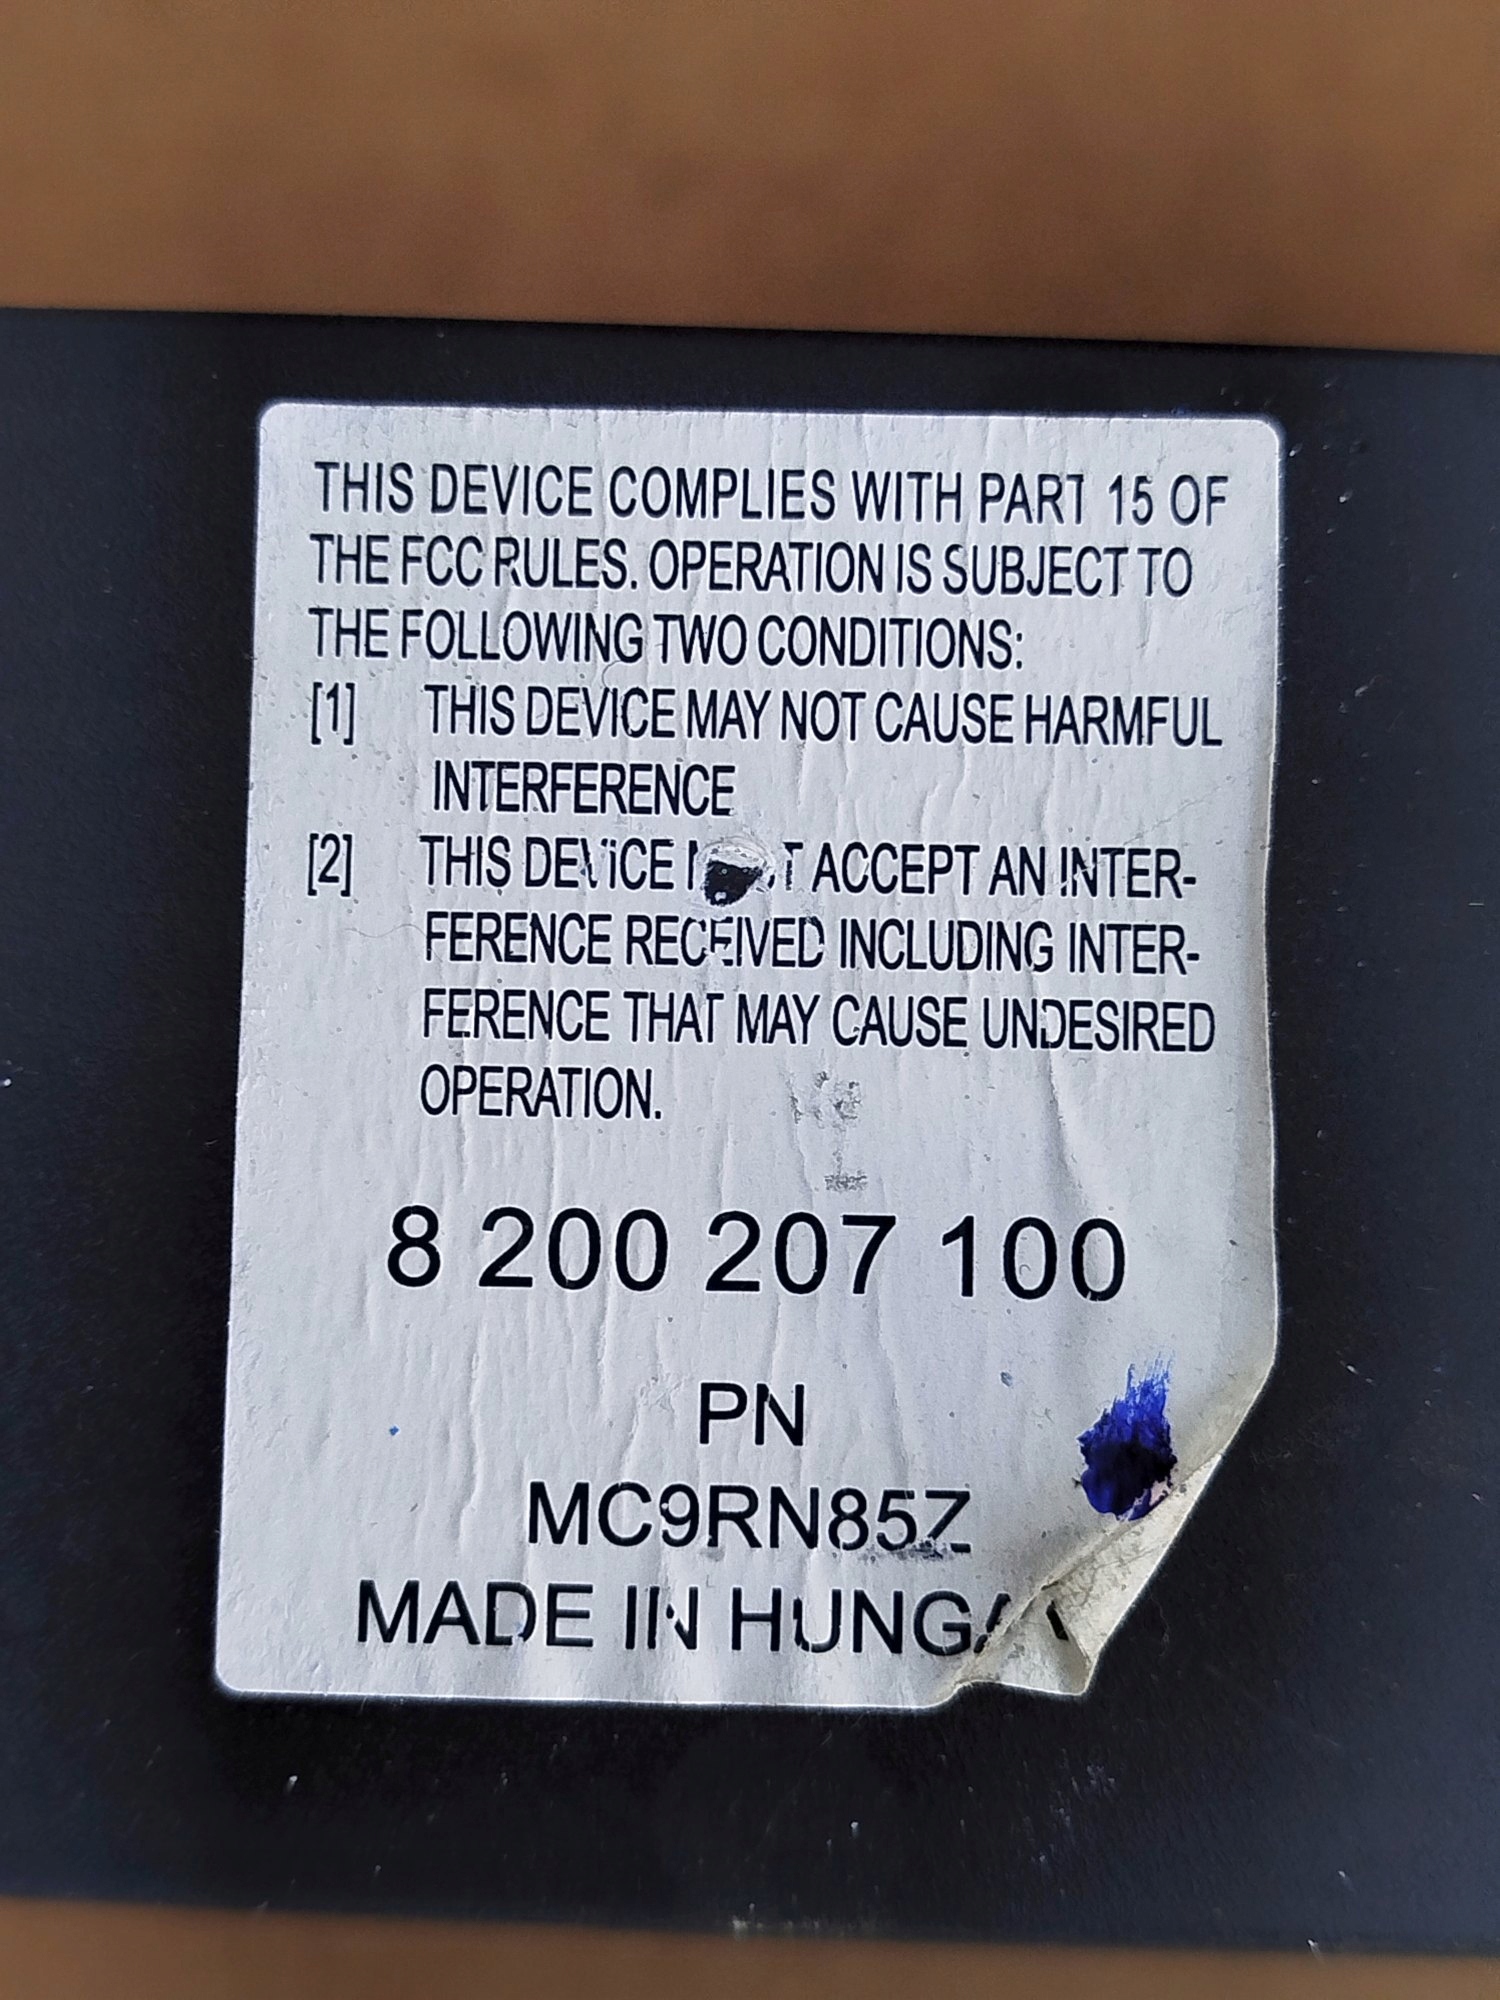 THIS DEVICE COMPLIES WITH PART 15 OF
THE FCC RULES. OPERATION IS SUBJECT TO
THE FOLLOWING TWO CONDITIONS:
[1] THIS DEVICE MAY NOT CAUSE HARMFUL
INTERFERENCE
[2] THIS DEVICE ACCEPT AN INTER-
FERENCE RECEIVED INCLUDING INTER-
FERENCE THAT MAY CAUSE UNDESIRED
OPERATION.
8 200 207 100
PN
MC9RN85Z
MADE IN